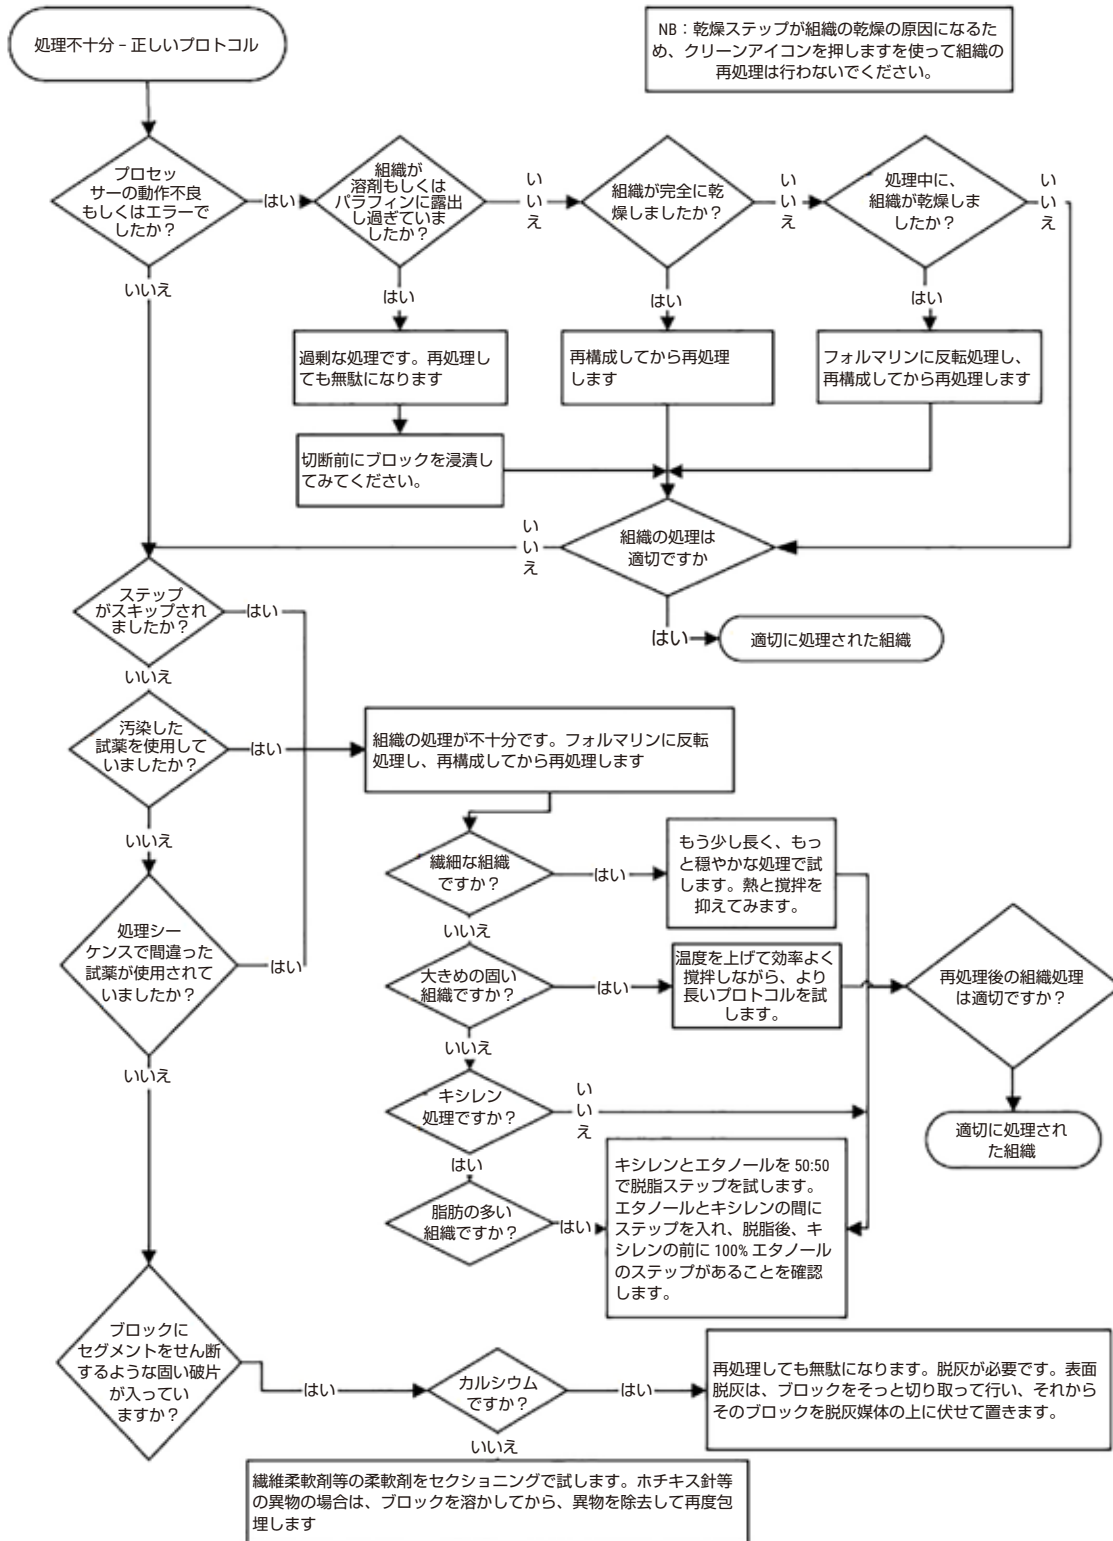 処理不十分 – 正しいプロトコル
NB：乾燥ステップが組織の乾燥の原因になるた
め、クリーンアイコンを押しますを使って組織の
再処理は行わないでください。
プロセッ
サーの動作不良
もしくはエラーで
したか？
はい
組織が
溶剤もしくは
パラフィンに露出
し過ぎていま
したか？
いいえ
組織が完全に乾
燥しましたか？
いいえ
処理中に、
組織が乾燥しま
したか？
いいえ
いいえ
はい
はい
はい
過剰な処理です。再処理し
ても無駄になります
再構成してから再処理
します
フォルマリンに反転処理し、
再構成してから再処理します
切断前にブロックを浸漬し
てみてください。
組織の処理は
適切ですか
いいえ
はい
適切に処理された組織
ステップ
がスキップされ
ましたか？
はい
いいえ
汚染した
試薬を使用して
いましたか？
はい
組織の処理が不十分です。フォルマリンに反転
処理し、再構成してから再処理します
いいえ
繊細な組織
ですか？
はい
もう少し長く、もっ
と穏やかな処理で試
します。熱と撹拌を
抑えてみます。
処理シー
ケンスで間違った
試薬が使用されて
いましたか？
はい
いいえ
大きめの固い
組織ですか？
はい
温度を上げて効率よく
撹拌しながら、より
長いプロトコルを試
します。
再処理後の組織処理
は適切ですか？
いいえ
いいえ
キシレン
処理ですか？
いいえ
適切に処理され
た組織
はい
脂肪の多い
組織ですか？
はい
キシレンとエタノールを 50:50
で脱脂ステップを試します。
エタノールとキシレンの間に
ステップを入れ、脱脂後、キ
シレンの前に 100% エタノール
のステップがあることを確認
します。
ブロックに
セグメントをせん断
するような固い破片
が入ってい
ますか？
はい
カルシウム
ですか？
はい
再処理しても無駄になります。脱灰が必要です。表面
脱灰は、ブロックをそっと切り取って行い、それから
そのブロックを脱灰媒体の上に伏せて置きます。
いいえ
繊維柔軟剤等の柔軟剤をセクショニングで試します。ホチキス針等
の異物の場合は、ブロックを溶かしてから、異物を除去して再度包
埋します